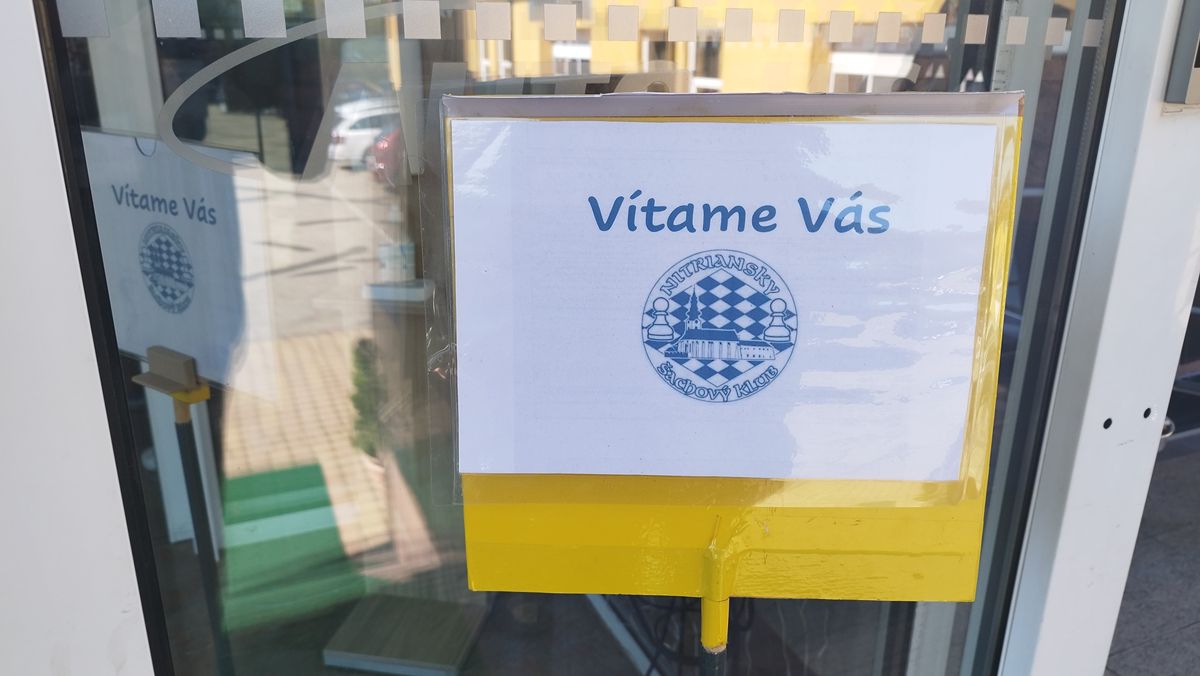 Vítame Vás
NITRIANSKY
ŠACHOVÝ KLUB
Vítame Vás